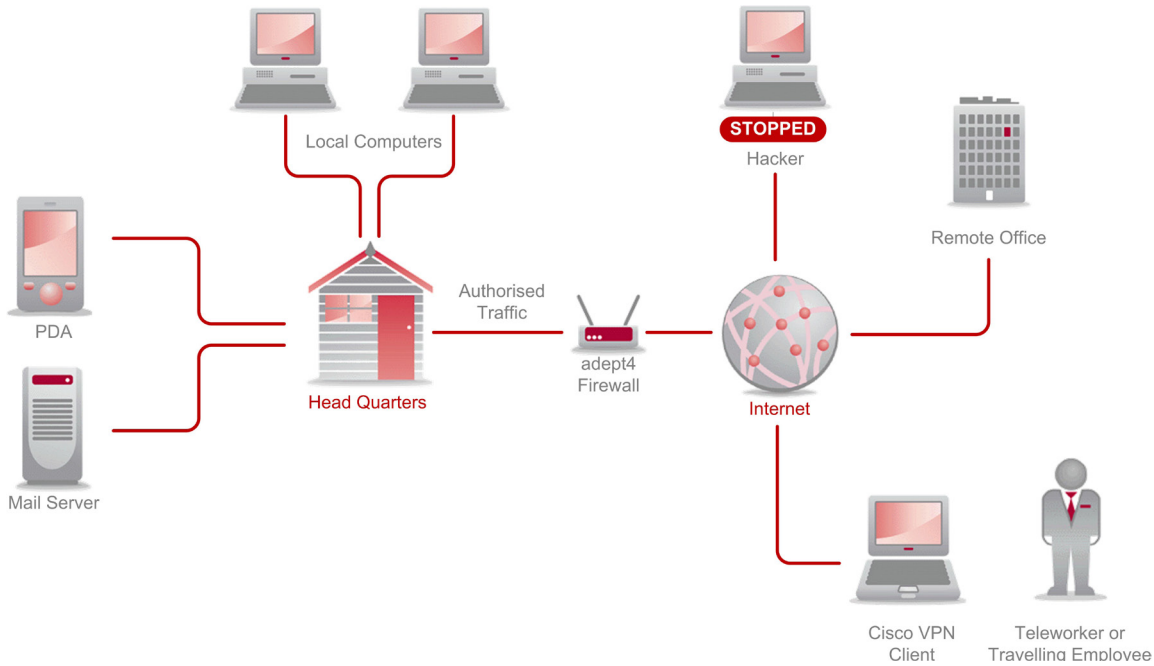 Local Computers
STOPPED
Hacker
Remote Office
PDA
Authorised
Traffic
adept4
Firewall
Head Quarters
Internet
Mail Server
Cisco VPN
Client
Teleworker or
Travelling Employee